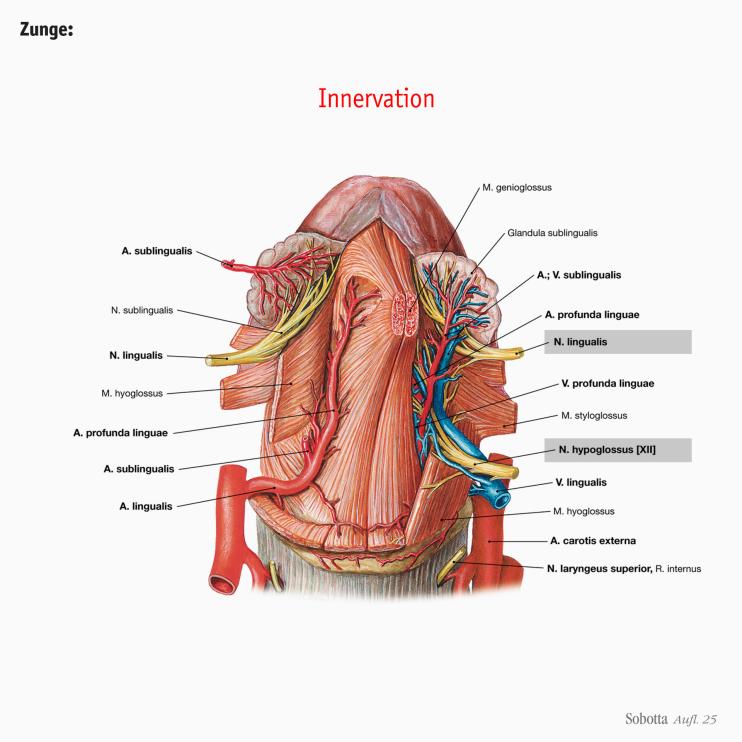 Zunge:
Innervation
M. genioglossus
Glandula sublingualis
A. sublingualis
A.; V. sublingualis
N. sublingualis
A. profunda linguae
N. lingualis
N. lingualis
M. hyoglossus
V. profunda linguae
M. styloglossus
A. profunda linguae
N. hypoglossus [XII]
A. sublingualis
V. lingualis
A. lingualis
M. hyoglossus
A. carotis externa
N. laryngeus superior, R. internus
Sobotta Aufl. 25